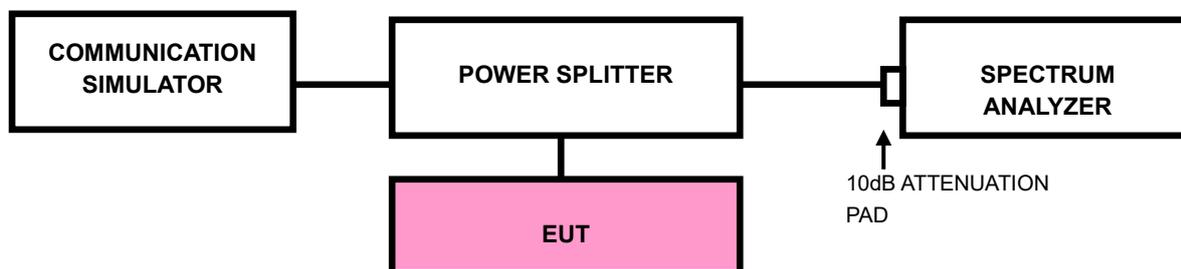 COMMUNICATION
SIMULATOR
POWER SPLITTER
SPECTRUM
ANALYZER
10dB ATTENUATION
PAD
EUT